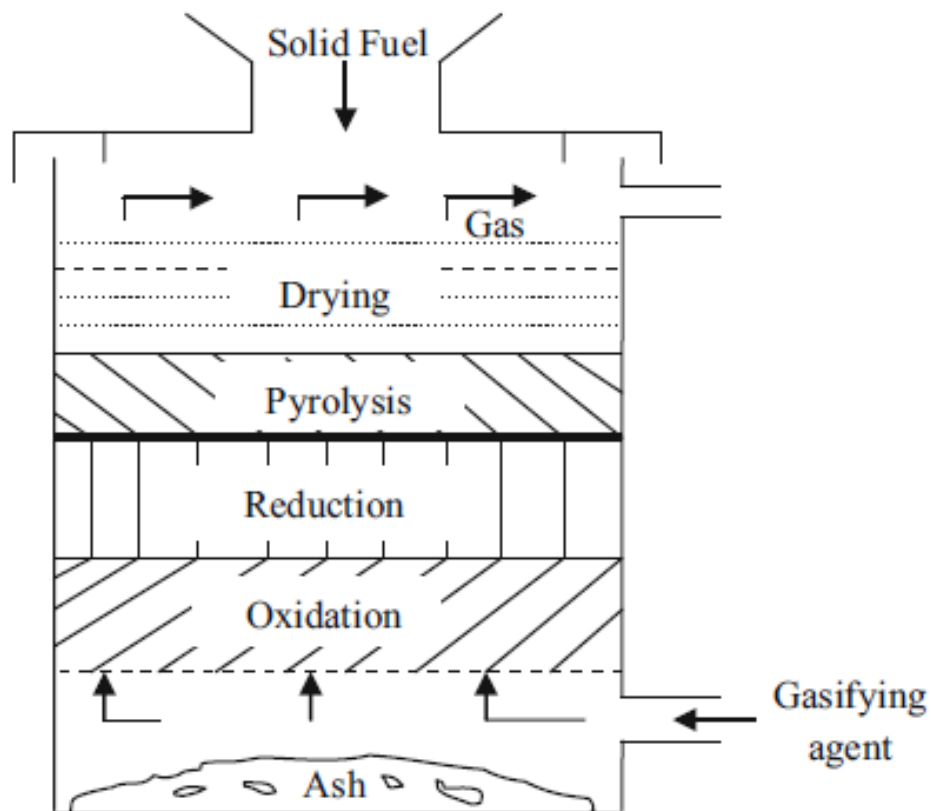 Solid Fuel
Gas
Drying
Pyrolysis
Reduction
Oxidation
Gasifying
agent
Ash